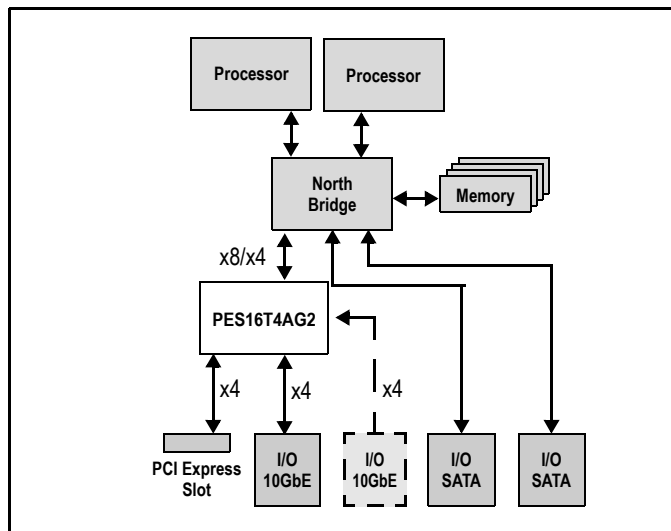 Processor
Processor
North
Bridge
Memory
x8/x4
PES16T4AG2
x4
x4
x4
PCI Express
Slot
I/O
10GbE
I/O
10GbE
I/O
SATA
I/O
SATA